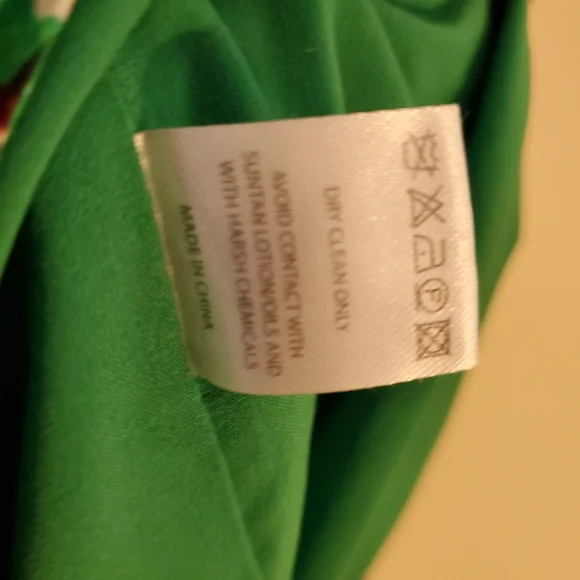 DRY CLEAN ONLY
AVOID CONTACT WITH
SUNTAN LOTION/OILS AND
WITH HARSH CHEMICALS
MADE IN CHINA